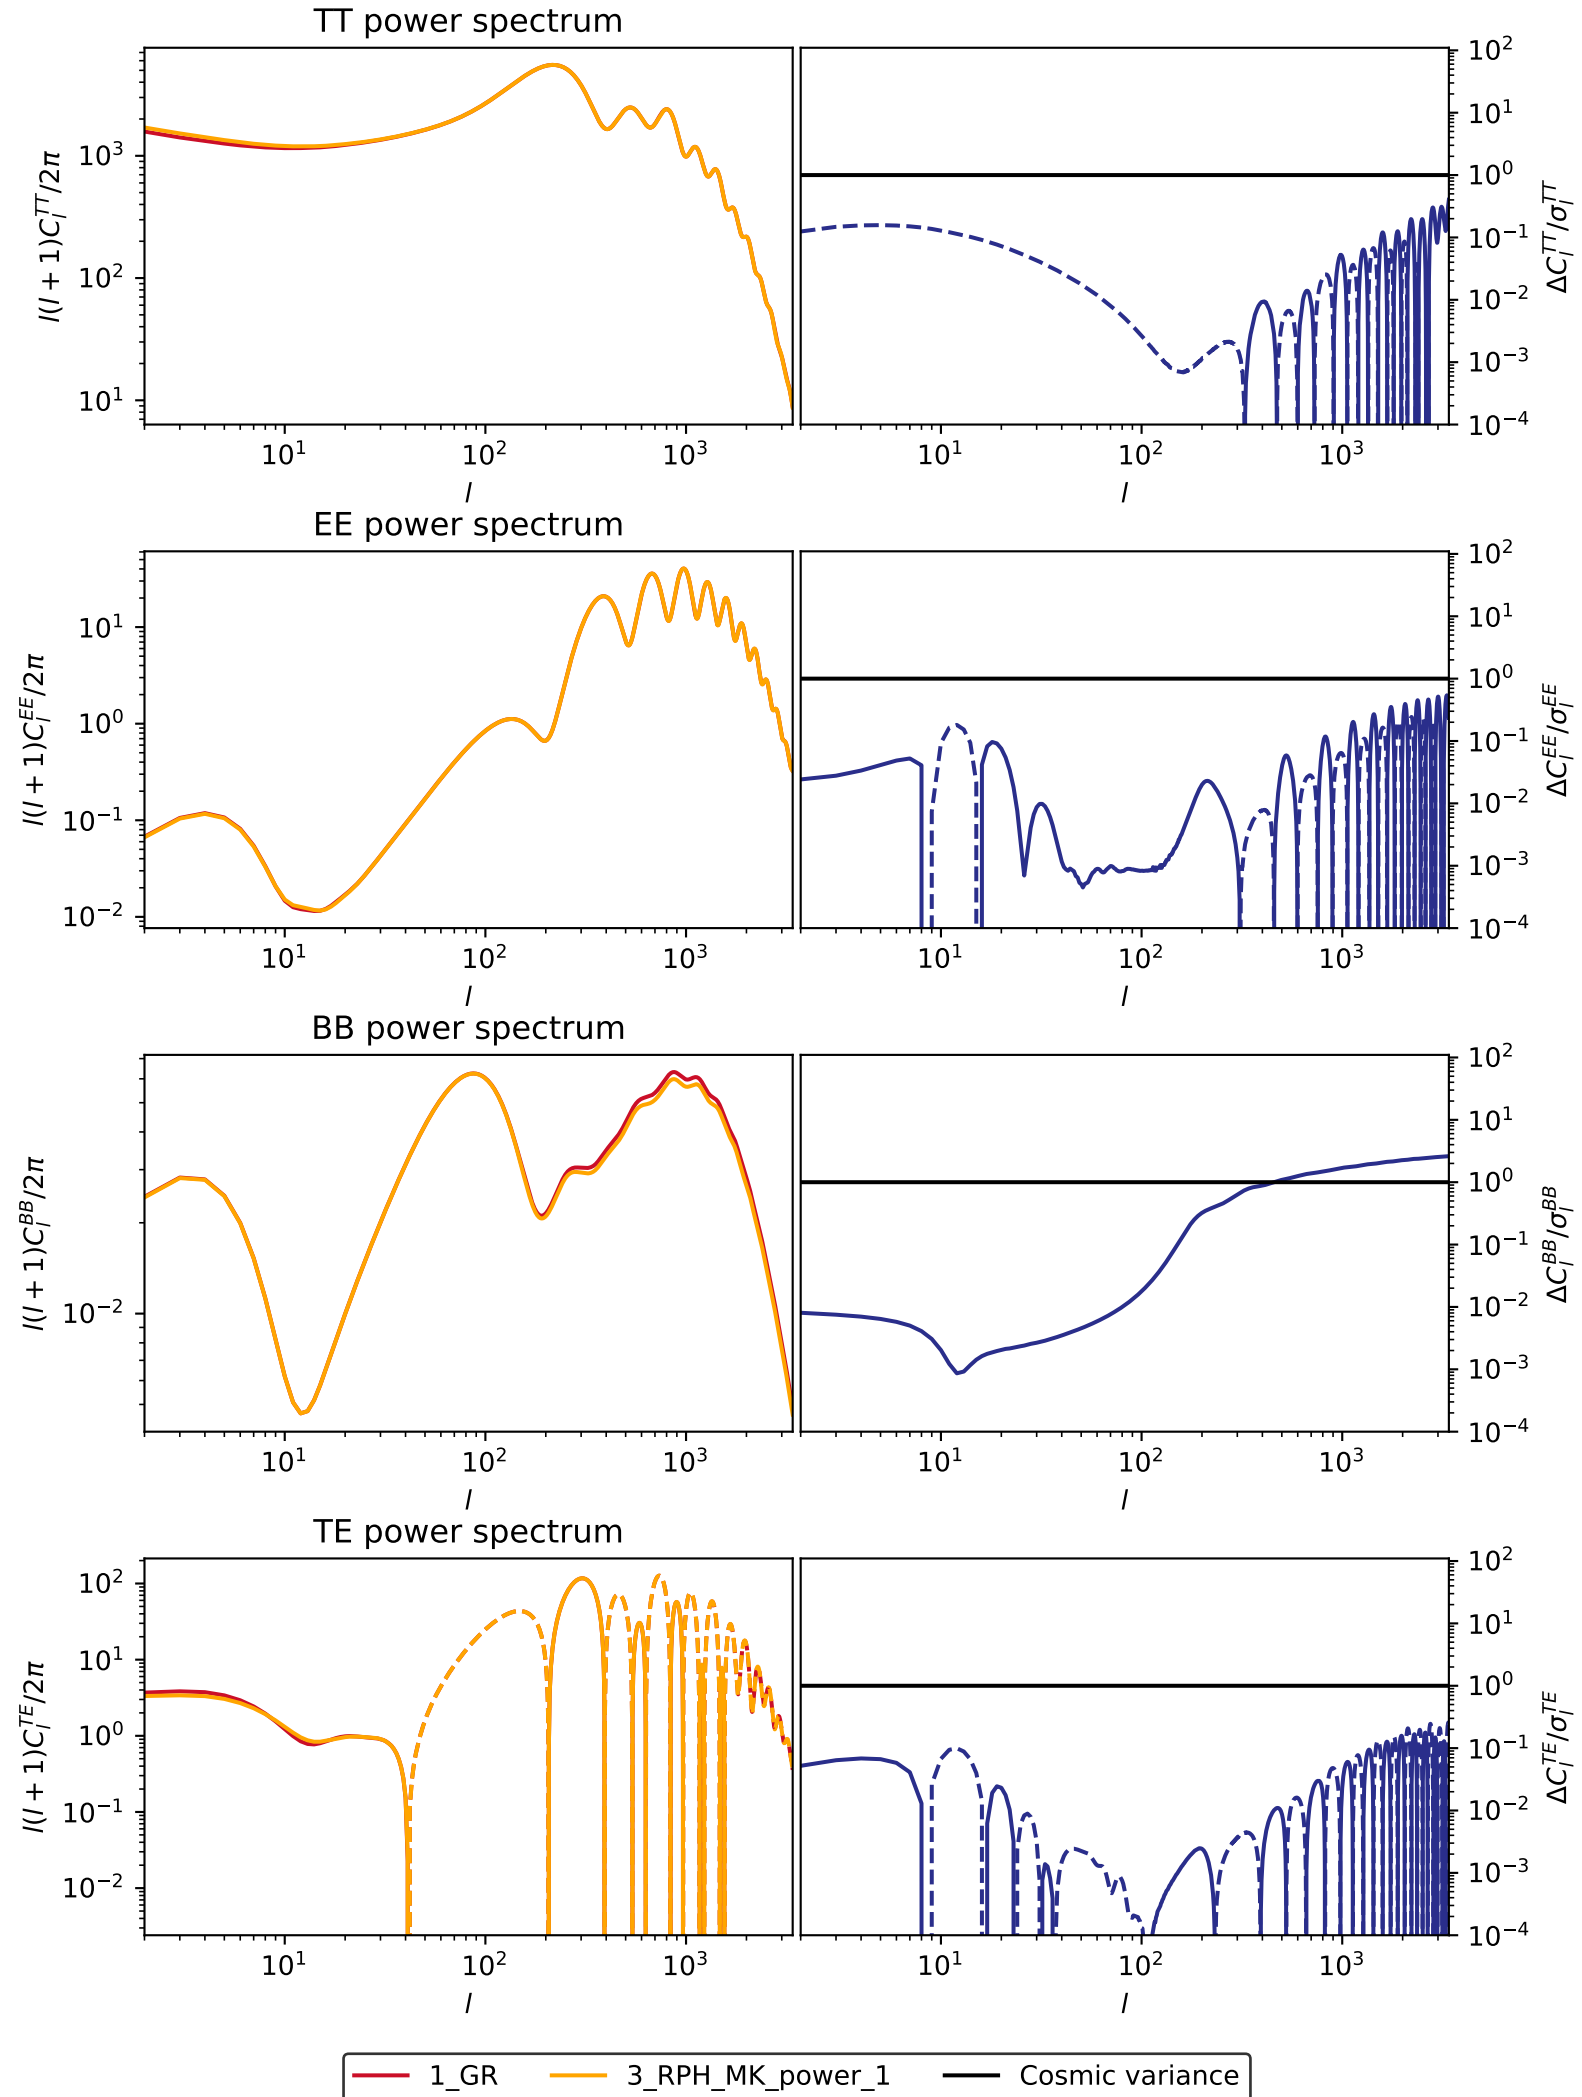 TT power spectrum
l(l + 1)C_l^{TT}/2π
10^3
10^2
10^1
10^1 10^2 10^3
l
10^2
10^1
10^0
10^{-1}
10^{-2}
10^{-3}
10^{-4}
ΔC_l^{TT}/σ_l^{TT}
10^1 10^2 10^3
l
EE power spectrum
l(l + 1)C_l^{EE}/2π
10^1
10^0
10^{-1}
10^{-2}
10^1 10^2 10^3
l
10^2
10^1
10^0
10^{-1}
10^{-2}
10^{-3}
10^{-4}
ΔC_l^{EE}/σ_l^{EE}
10^1 10^2 10^3
l
BB power spectrum
l(l + 1)C_l^{BB}/2π
10^{-2}
10^1 10^2 10^3
l
10^2
10^1
10^0
10^{-1}
10^{-2}
10^{-3}
10^{-4}
ΔC_l^{BB}/σ_l^{BB}
10^1 10^2 10^3
l
TE power spectrum
l(l + 1)C_l^{TE}/2π
10^2
10^1
10^0
10^{-1}
10^{-2}
10^1 10^2 10^3
l
10^2
10^1
10^0
10^{-1}
10^{-2}
10^{-3}
10^{-4}
ΔC_l^{TE}/σ_l^{TE}
10^1 10^2 10^3
l
1_GR 3_RPH_MK_power_1 Cosmic variance